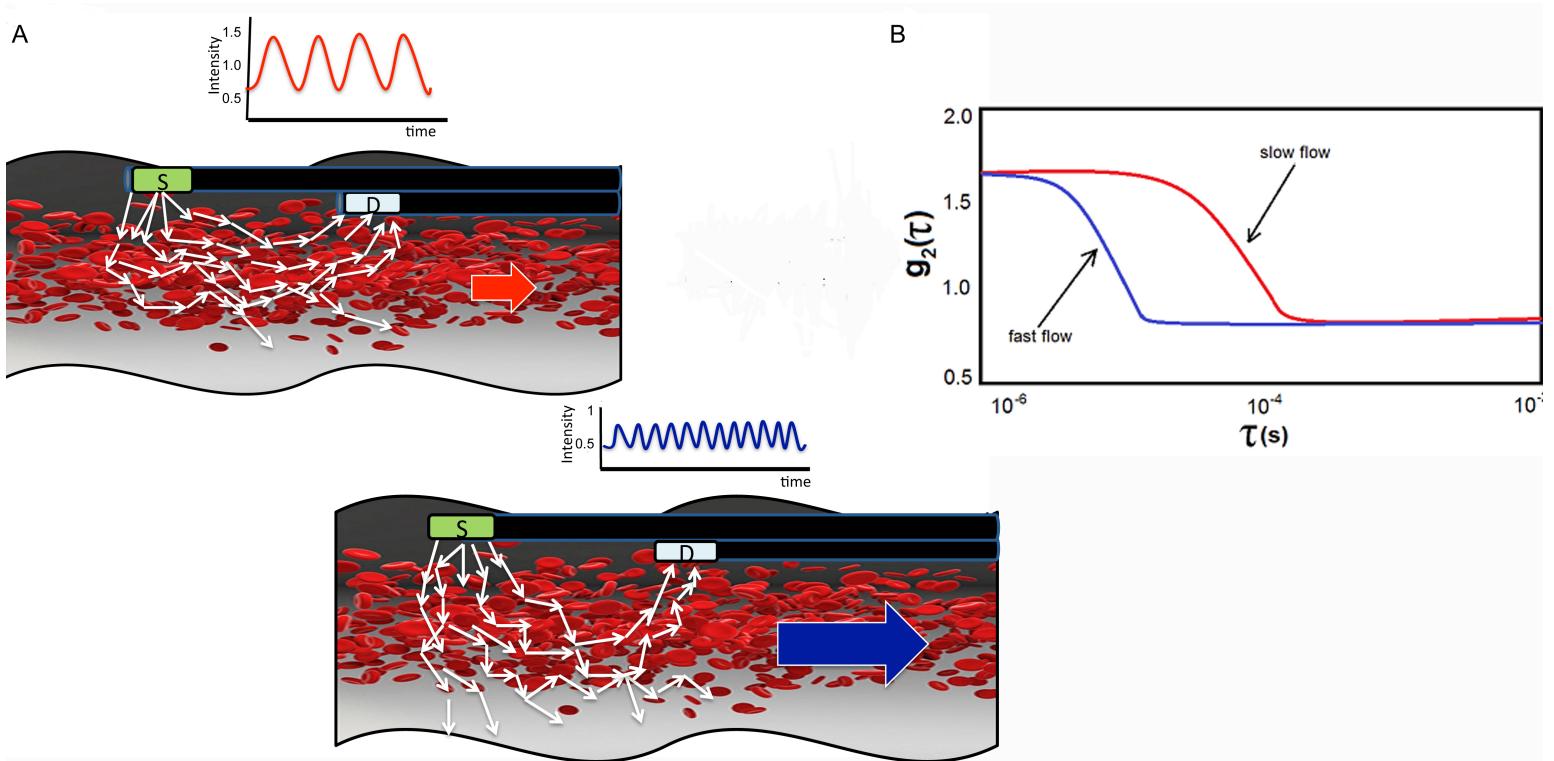 A
1.5
1.0
0.5
Intensity
time
S
D
1
0.5
Intensity
time
S
D
B
2.0
1.5
1.0
0.5
g2(τ)
slow flow
fast flow
10-6
10-4
τ(s)